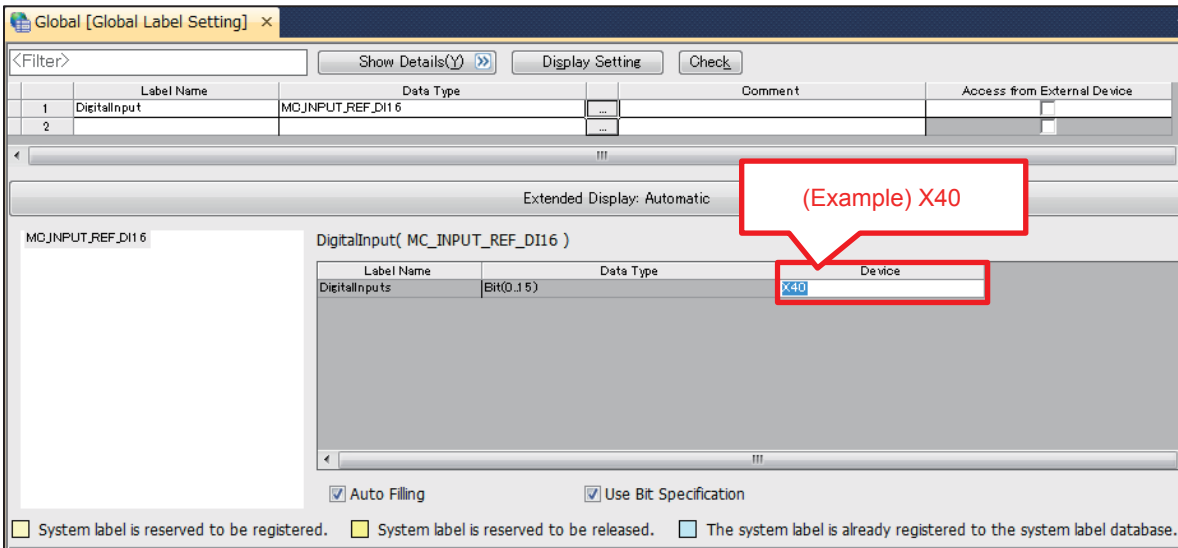 Global [Global Label Setting] ×
<Filter> Show Details(Y) Display Setting Check
Label Name Data Type Comment Access from External Device
1 DigitalInput MC_INPUT_REF_DI16 ...
2 ...
Extended Display: Automatic
(Example) X40
MC_INPUT_REF_DI16
DigitalInput( MC_INPUT_REF_DI16 )
Label Name Data Type Device
DigitalInputs Bit(0..15) X40
Auto Filling Use Bit Specification
System label is reserved to be registered. System label is reserved to be released. The system label is already registered to the system label database.